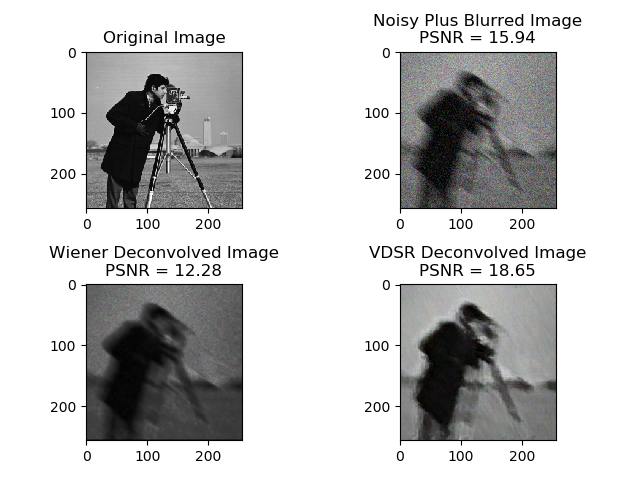 Original Image
0
100
200
0 100 200
Noisy Plus Blurred Image
PSNR = 15.94
0
100
200
0 100 200
Wiener Deconvolved Image
PSNR = 12.28
0
100
200
0 100 200
VDSR Deconvolved Image
PSNR = 18.65
0
100
200
0 100 200